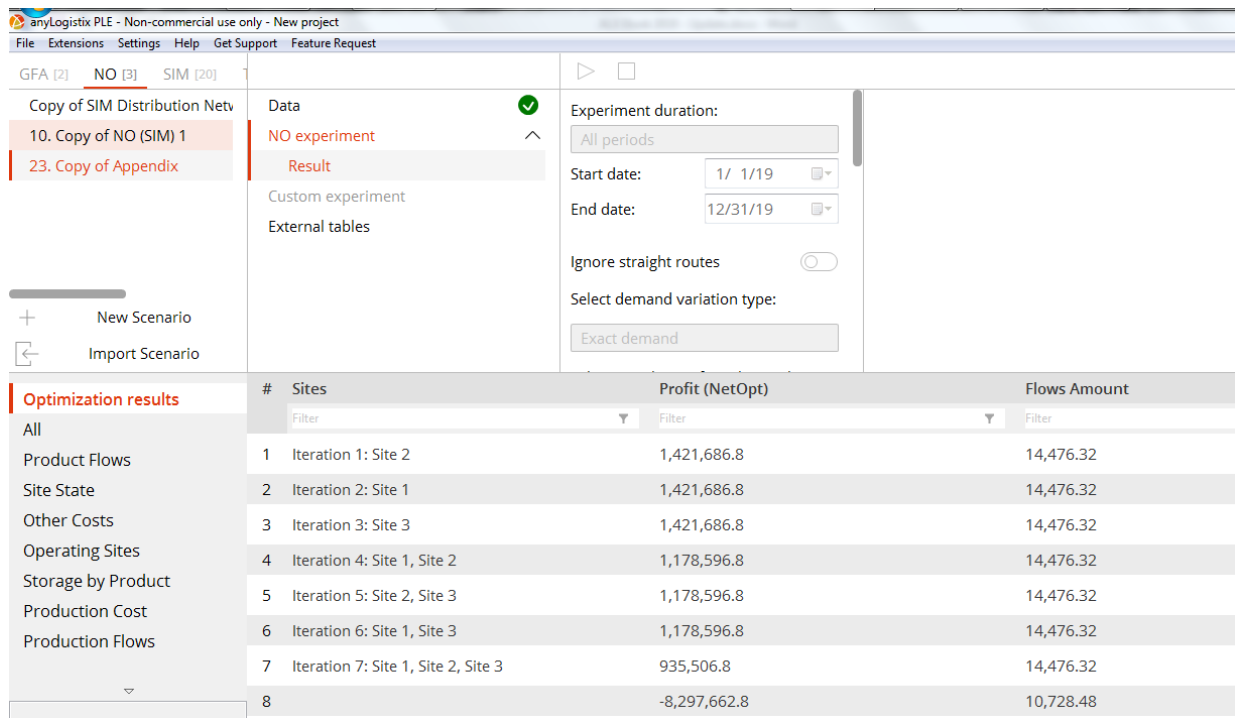 anyLogistix PLE - Non-commercial use only - New project
File Extensions Settings Help Get Support Feature Request
GFA [2] NO [3] SIM [20]
Copy of SIM Distribution Netw
10. Copy of NO (SIM) 1
23. Copy of Appendix
New Scenario
Import Scenario
Data
NO experiment
Result
Custom experiment
External tables
Experiment duration:
All periods
Start date: 1/ 1/19
End date: 12/31/19
Ignore straight routes
Select demand variation type:
Exact demand
Optimization results
All
Product Flows
Site State
Other Costs
Operating Sites
Storage by Product
Production Cost
Production Flows
# Sites Profit (NetOpt) Flows Amount
Filter Filter Filter
1 Iteration 1: Site 2 1,421,686.8 14,476.32
2 Iteration 2: Site 1 1,421,686.8 14,476.32
3 Iteration 3: Site 3 1,421,686.8 14,476.32
4 Iteration 4: Site 1, Site 2 1,178,596.8 14,476.32
5 Iteration 5: Site 2, Site 3 1,178,596.8 14,476.32
6 Iteration 6: Site 1, Site 3 1,178,596.8 14,476.32
7 Iteration 7: Site 1, Site 2, Site 3 935,506.8 14,476.32
8 -8,297,662.8 10,728.48